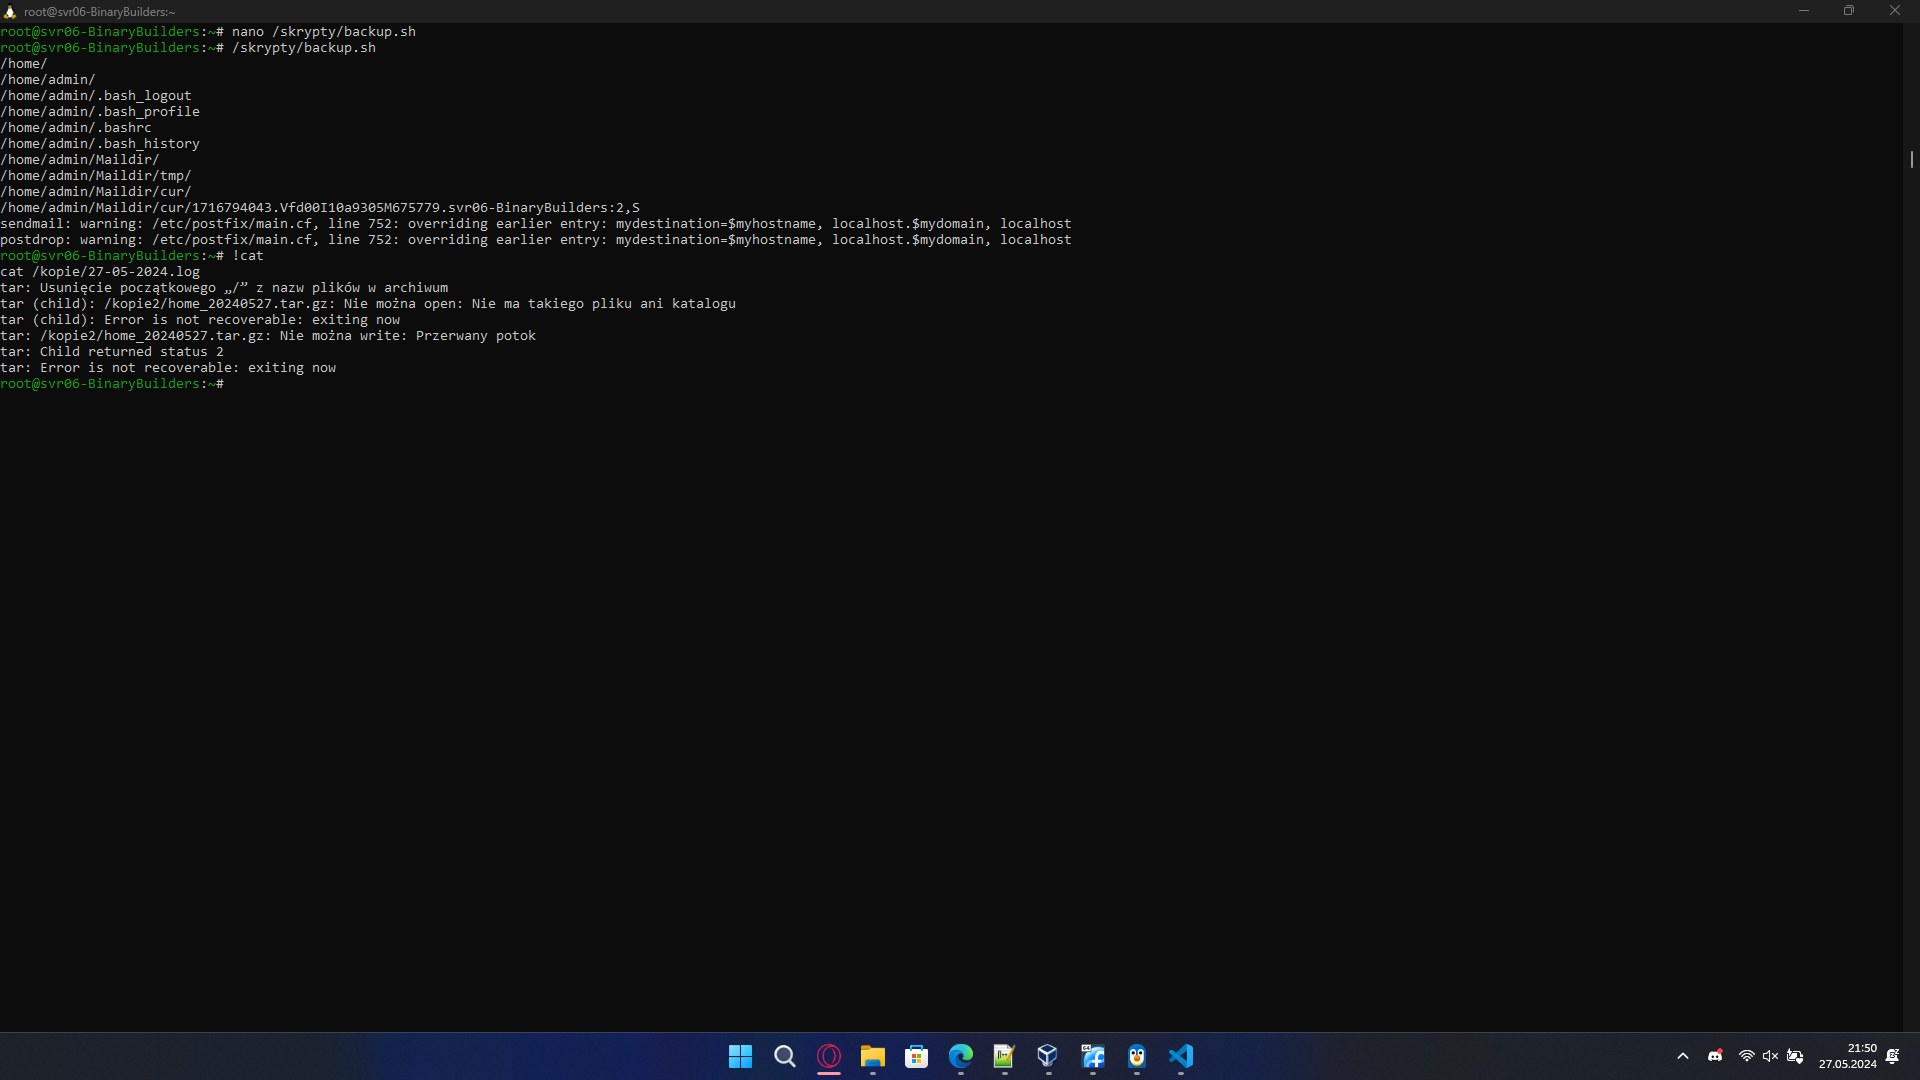 root@svr06-BinaryBuilders:~
root@svr06-BinaryBuilders:~# nano /skrypty/backup.sh
root@svr06-BinaryBuilders:~# /skrypty/backup.sh
/home/
/home/admin/
/home/admin/.bash_logout
/home/admin/.bash_profile
/home/admin/.bashrc
/home/admin/.bash_history
/home/admin/Maildir/
/home/admin/Maildir/tmp/
/home/admin/Maildir/cur/
/home/admin/Maildir/cur/1716794043.Vfd00I10a9305M675779.svr06-BinaryBuilders:2,S
sendmail: warning: /etc/postfix/main.cf, line 752: overriding earlier entry: mydestination=$myhostname, localhost.$mydomain, localhost
postdrop: warning: /etc/postfix/main.cf, line 752: overriding earlier entry: mydestination=$myhostname, localhost.$mydomain, localhost
root@svr06-BinaryBuilders:~# !cat
cat /kopie/27-05-2024.log
tar: Usunięcie początkowego „/” z nazw plików w archiwum
tar (child): /kopie2/home_20240527.tar.gz: Nie można open: Nie ma takiego pliku ani katalogu
tar (child): Error is not recoverable: exiting now
tar: /kopie2/home_20240527.tar.gz: Nie można write: Przerwany potok
tar: Child returned status 2
tar: Error is not recoverable: exiting now
root@svr06-BinaryBuilders:~#
21:50
27.05.2024